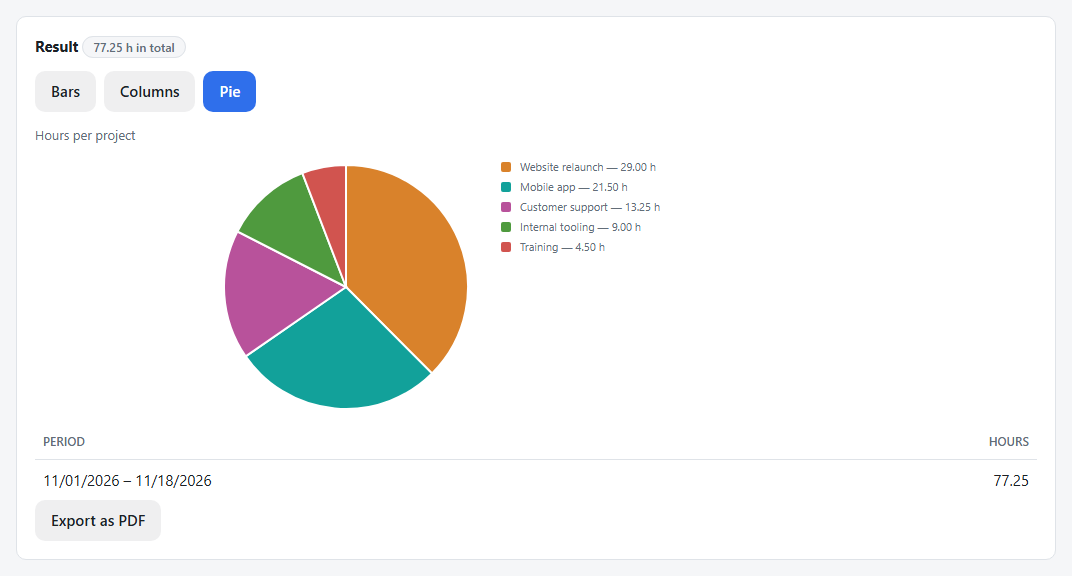 Result 77.25 h in total
Bars Columns Pie
Hours per project
Website relaunch — 29.00 h
Mobile app — 21.50 h
Customer support — 13.25 h
Internal tooling — 9.00 h
Training — 4.50 h
PERIOD HOURS
11/01/2026 – 11/18/2026 77.25
Export as PDF